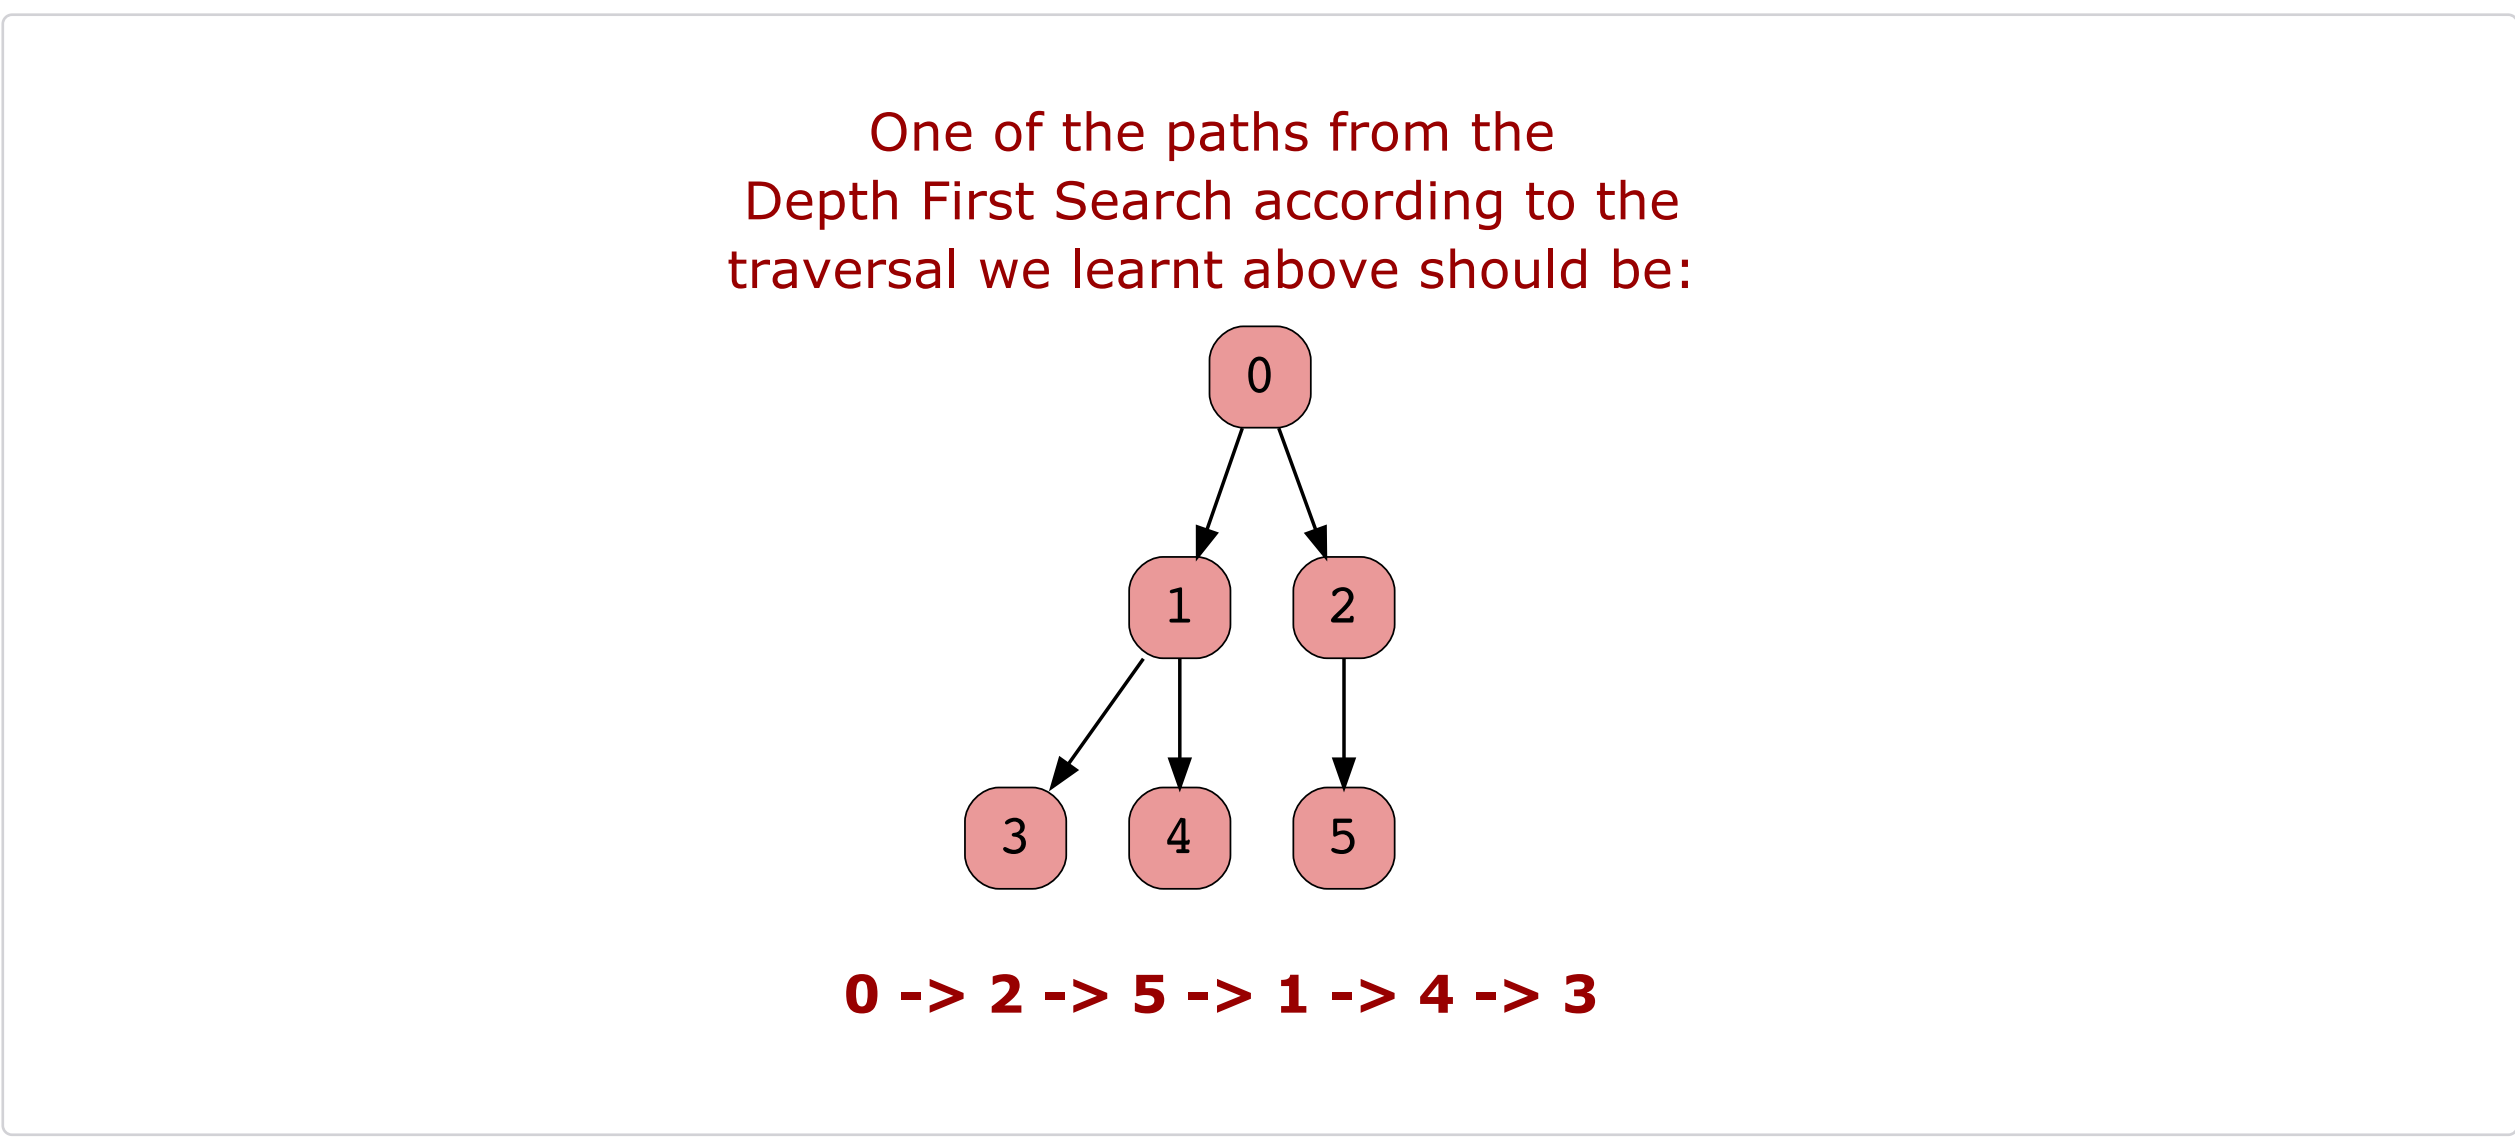 One of the paths from the
Depth First Search according to the
traversal we learnt above should be:
0
1 2
3 4 5
0 -> 2 -> 5 -> 1 -> 4 -> 3